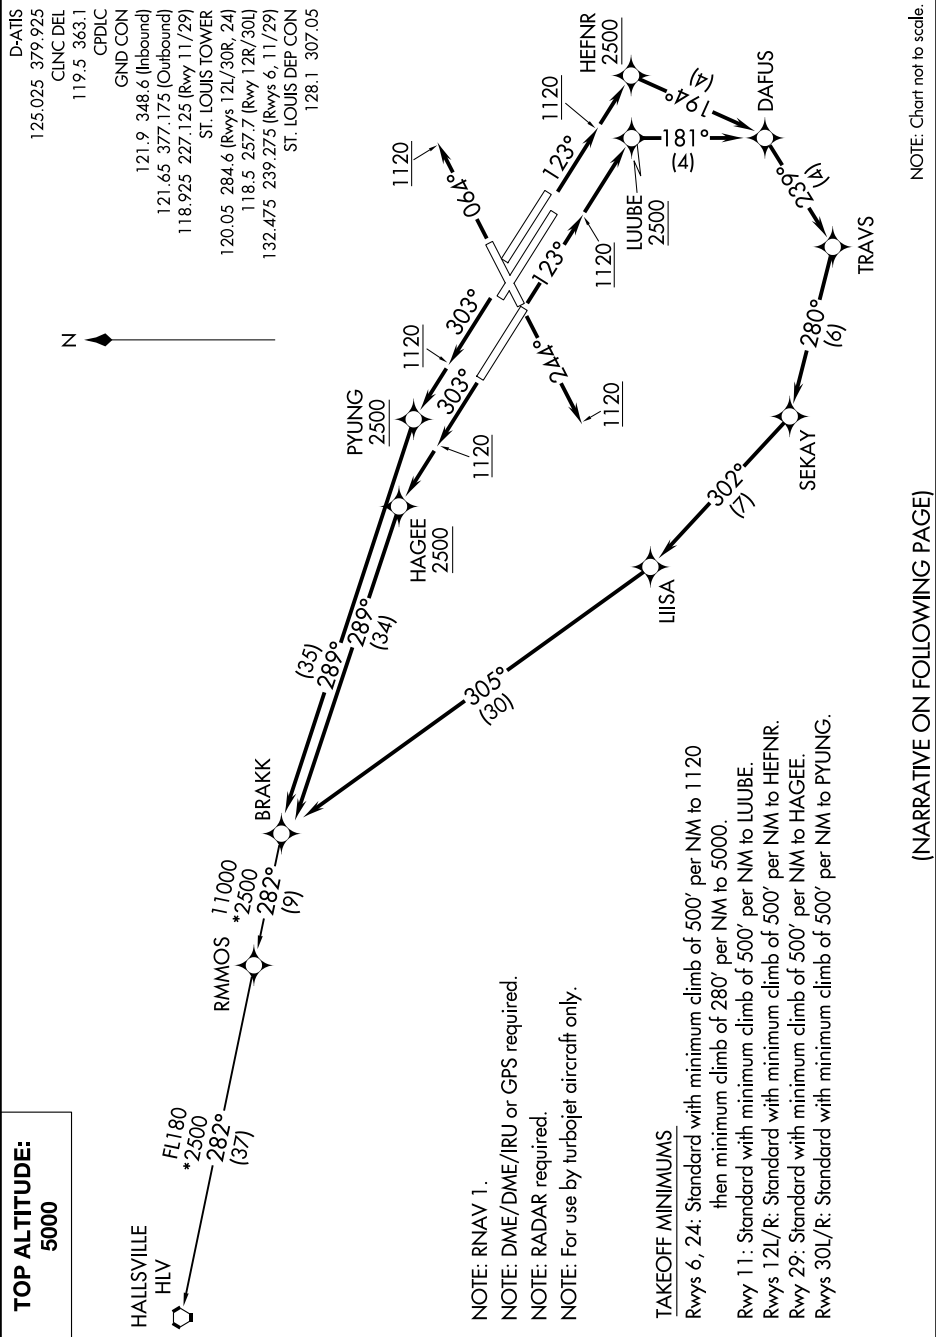 TOP ALTITUDE:
5000
D-ATIS
125.025 379.925
CLNC DEL
119.5 363.1
CPDLC
GND CON
121.9 348.6 (Inbound)
121.65 377.175 (Outbound)
118.925 227.125 (Rwy 11/29)
ST. LOUIS TOWER
120.05 284.6 (Rwys 12L/30R, 24)
118.5 257.7 (Rwy 12R/30L)
132.475 239.275 (Rwys 6, 11/29)
ST. LOUIS DEP CON
128.1 307.05
N
HALLSVILLE
HLV
FL180
*2500
282°
(37)
RMMOS
11000
*2500
282°
(9)
BRAKK
(35)
289°
289°
(34)
PYUNG
2500
HAGEE
2500
1120
303°
303°
1120
1120
064°
244°
1120
1120
123°
123°
1120
HEFNR
2500
LUUBE
2500
194°
(4)
181°
(4)
DAFUS
239°
(4)
TRAVS
280°
(6)
SEKAY
302°
(7)
LIISA
305°
(30)
NOTE: RNAV 1.
NOTE: DME/DME/IRU or GPS required.
NOTE: RADAR required.
NOTE: For use by turbojet aircraft only.
TAKEOFF MINIMUMS
Rwys 6, 24: Standard with minimum climb of 500' per NM to 1120
then minimum climb of 280' per NM to 5000.
Rwy 11: Standard with minimum climb of 500' per NM to LUUBE.
Rwys 12L/R: Standard with minimum climb of 500' per NM to HEFNR.
Rwy 29: Standard with minimum climb of 500' per NM to HAGEE.
Rwys 30L/R: Standard with minimum climb of 500' per NM to PYUNG.
NOTE: Chart not to scale.
(NARRATIVE ON FOLLOWING PAGE)